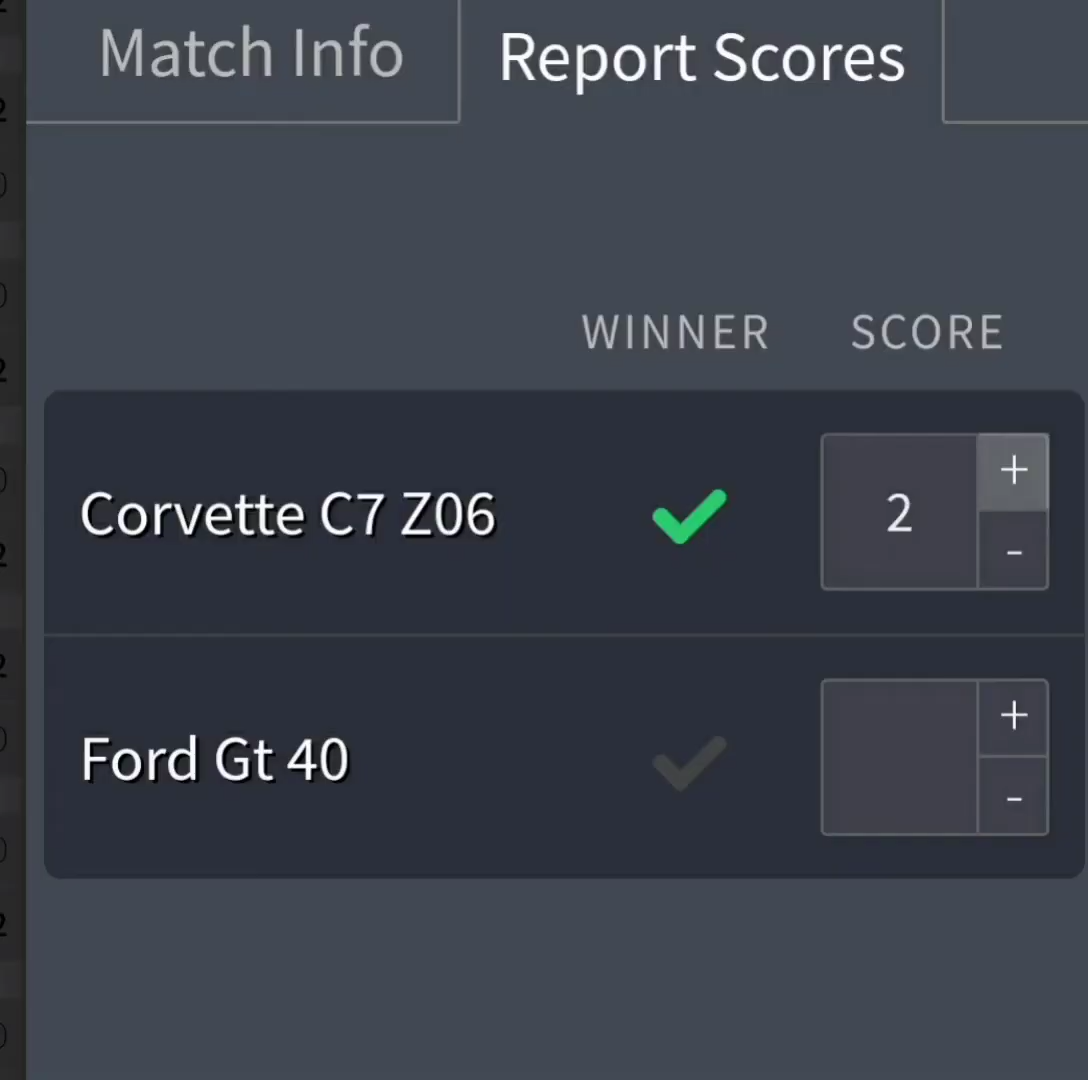 Match Info
Report Scores
WINNER SCORE
Corvette C7 Z06 2 +
-
Ford Gt 40 +
-